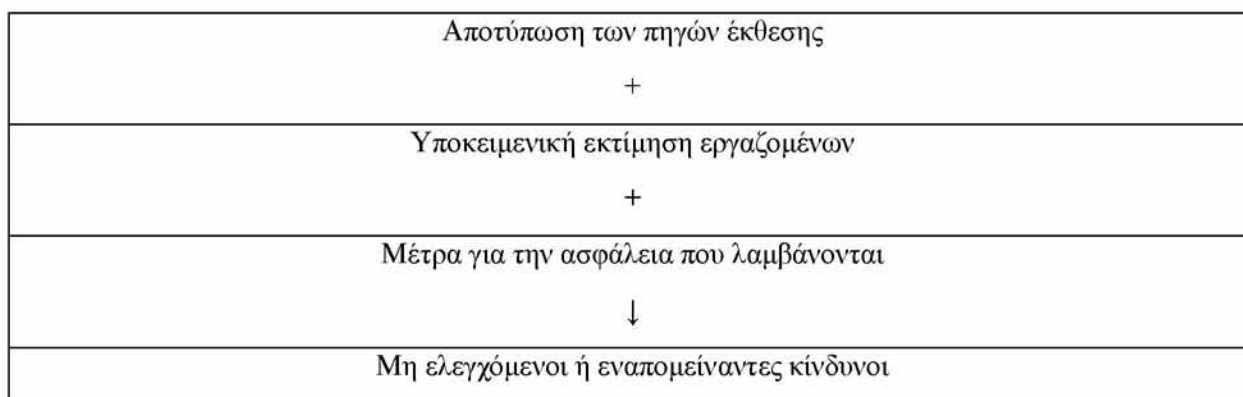 Αποτύπωση των πηγών έκθεσης
+
Υποκειμενική εκτίμηση εργαζομένων
+
Μέτρα για την ασφάλεια που λαμβάνονται
↓
Μη ελεγχόμενοι ή εναπομείναντες κίνδυνοι